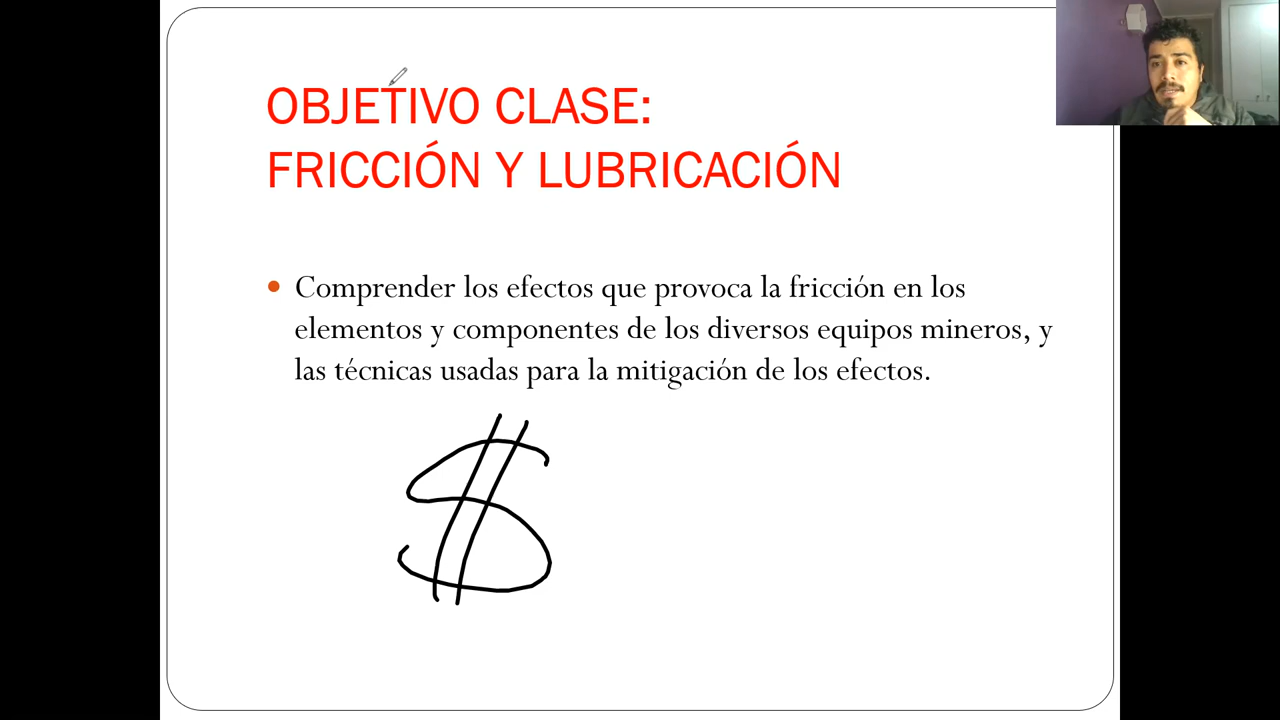 OBJETIVO CLASE:
FRICCIÓN Y LUBRICACIÓN
• Comprender los efectos que provoca la fricción en los
elementos y componentes de los diversos equipos mineros, y
las técnicas usadas para la mitigación de los efectos.
$